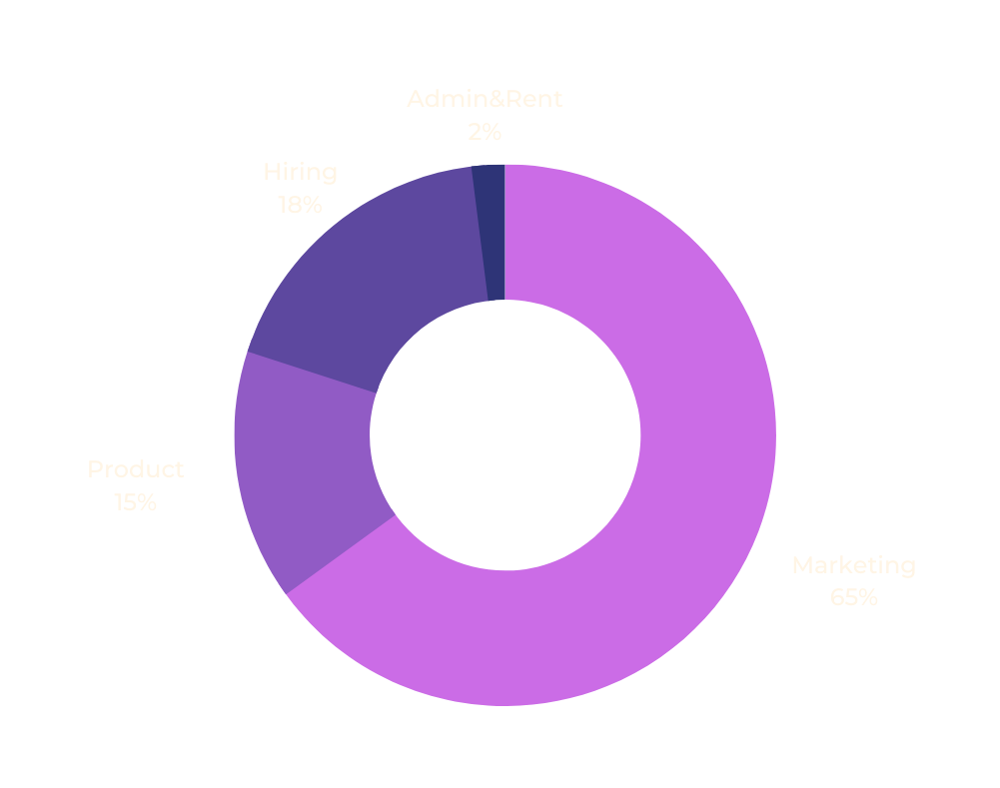 Admin&Rent
2%
Hiring
18%
Product
15%
Marketing
65%